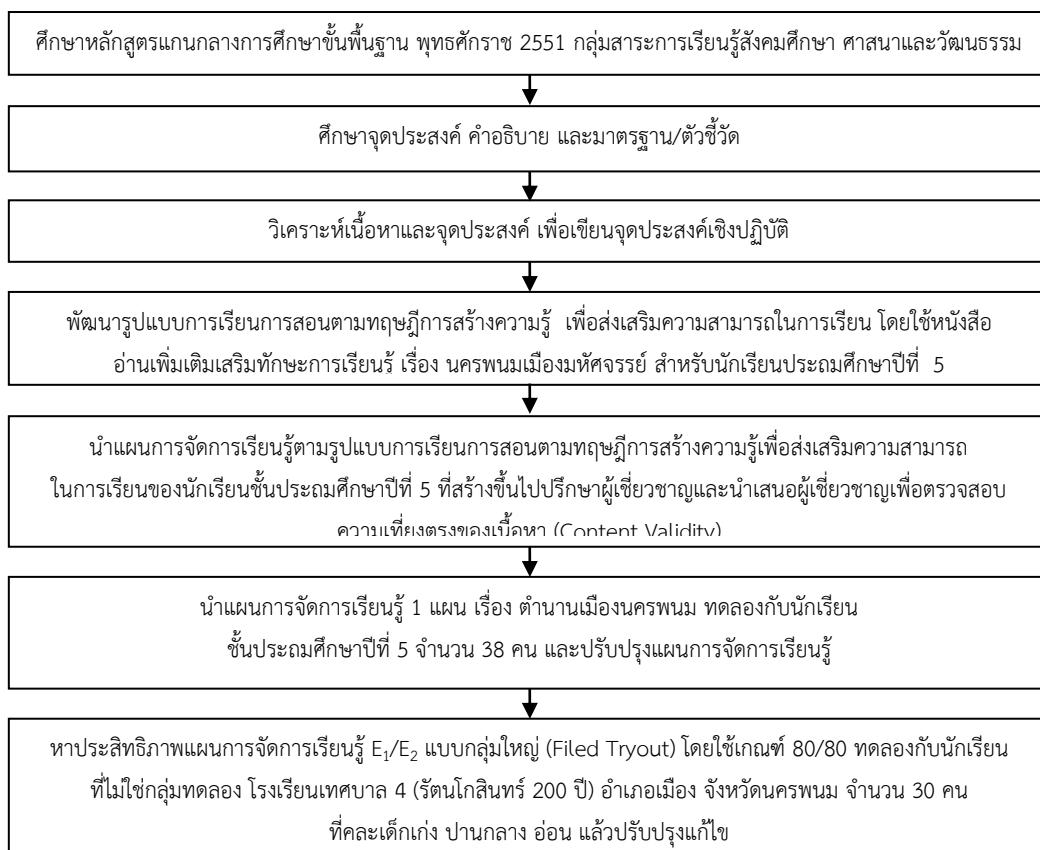 ศึกษาหลักสูตรแกนกลางการศึกษาขั้นพื้นฐาน พุทธศักราช 2551 กลุ่มสาระการเรียนรู้สังคมศึกษา ศาสนาและวัฒนธรรม
ศึกษาจุดประสงค์ คำอธิบาย และมาตรฐาน/ตัวชี้วัด
วิเคราะห์เนื้อหาและจุดประสงค์ เพื่อเขียนจุดประสงค์เชิงปฏิบัติ
พัฒนารูปแบบการเรียนการสอนตามทฤษฎีการสร้างความรู้ เพื่อส่งเสริมความสามารถในการเรียน โดยใช้หนังสือ
อ่านเพิ่มเติมเสริมทักษะการเรียนรู้ เรื่อง นครพนมเมืองมหัศจรรย์ สำหรับนักเรียนประถมศึกษาปีที่ 5
นำแผนการจัดการเรียนรู้ตามรูปแบบการเรียนการสอนตามทฤษฎีการสร้างความรู้เพื่อส่งเสริมความสามารถ
ในการเรียนของนักเรียนชั้นประถมศึกษาปีที่ 5 ที่สร้างขึ้นไปปรึกษาผู้เชี่ยวชาญและนำเสนอผู้เชี่ยวชาญเพื่อตรวจสอบ
ความเที่ยงตรงของเนื้อหา (Content Validity)
นำแผนการจัดการเรียนรู้ 1 แผน เรื่อง ตำนานเมืองนครพนม ทดลองกับนักเรียน
ชั้นประถมศึกษาปีที่ 5 จำนวน 38 คน และปรับปรุงแผนการจัดการเรียนรู้
หาประสิทธิภาพแผนการจัดการเรียนรู้ E₁/E₂ แบบกลุ่มใหญ่ (Filed Tryout) โดยใช้เกณฑ์ 80/80 ทดลองกับนักเรียน
ที่ไม่ใช่กลุ่มทดลอง โรงเรียนเทศบาล 4 (รัตนโกสินทร์ 200 ปี) อำเภอเมือง จังหวัดนครพนม จำนวน 30 คน
ที่คละเด็กเก่ง ปานกลาง อ่อน แล้วปรับปรุงแก้ไข